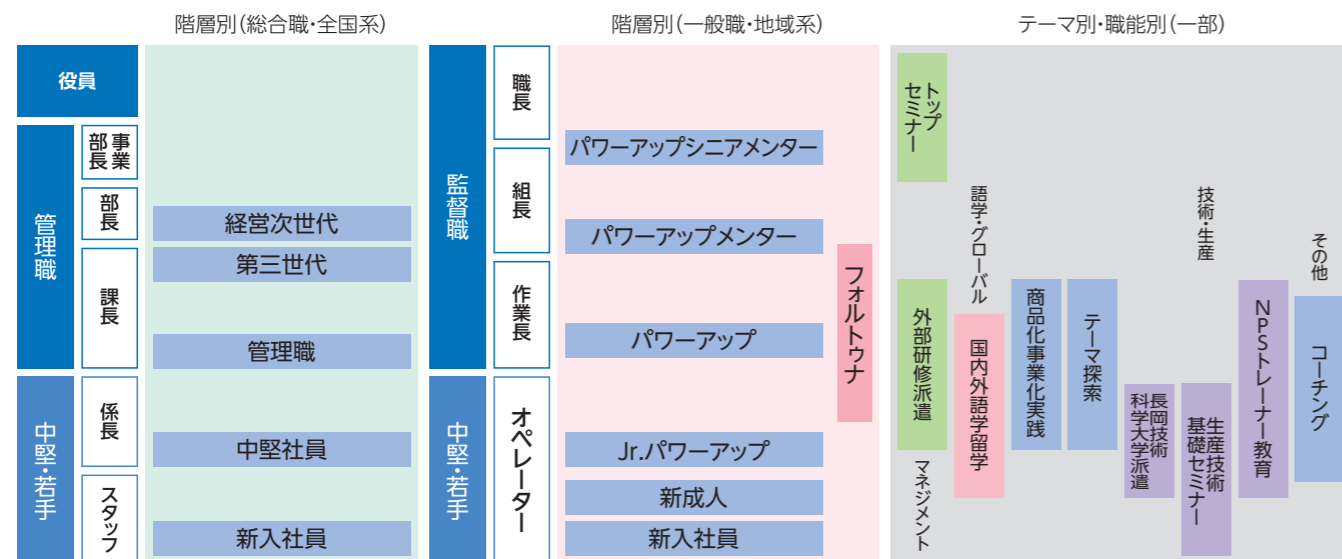 階層別(総合職・全国系)
役員
管理職
事業
部長
部長
課長
中堅・若手
係長
スタッフ
経営次世代
第三世代
管理職
中堅社員
新入社員
階層別(一般職・地域系)
監督職
職長
組長
作業長
中堅・若手
オペレーター
パワーアップシニアメンター
パワーアップメンター
パワーアップ
Jr.パワーアップ
新成人
新入社員
フォルトゥナ
テーマ別・職能別(一部)
トップ
セミナー
外部研修派遣
マネジメント
語学・グローバル
国内外語学留学
商品化事業化実践
テーマ探索
技術・生産
長岡技術
科学大学派遣
生産技術
基礎セミナー
NPSトレーナー教育
その他
コーチング